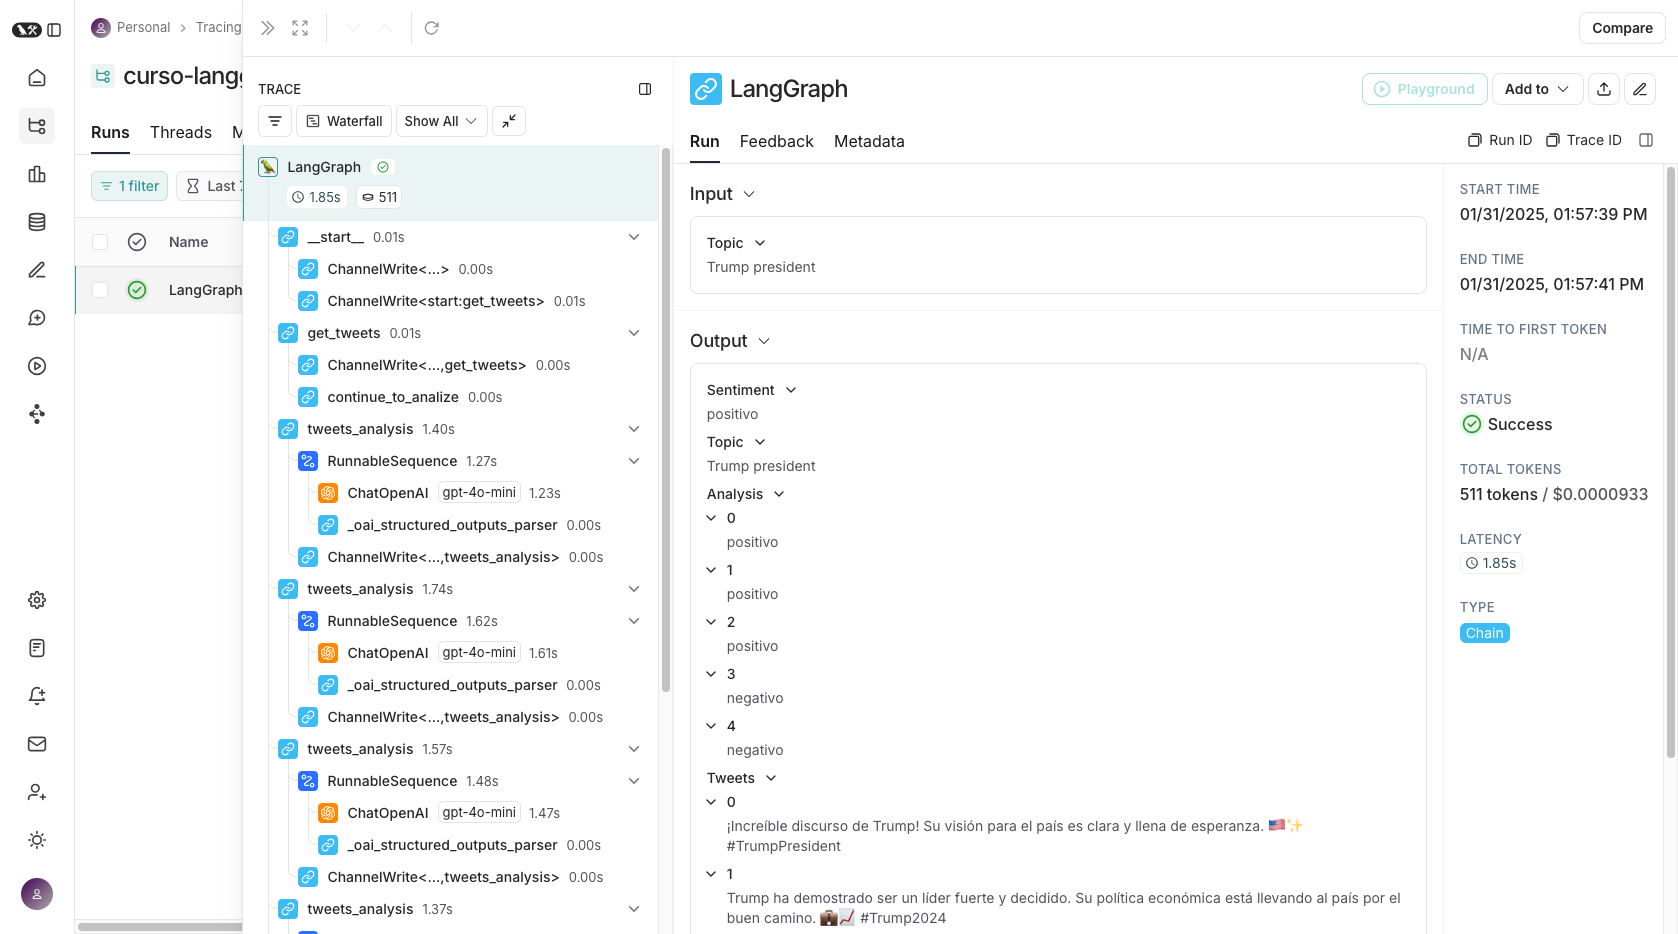 Personal > Tracing
curso-lang
Runs Threads M
1 filter Last 7
Name
LangGraph
Compare
TRACE
Waterfall Show All
LangGraph
1.85s 511
__start__ 0.01s
ChannelWrite<...> 0.00s
ChannelWrite<start:get_tweets> 0.01s
get_tweets 0.01s
ChannelWrite<...,get_tweets> 0.00s
continue_to_analize 0.00s
tweets_analysis 1.40s
RunnableSequence 1.27s
ChatOpenAI gpt-4o-mini 1.23s
_oai_structured_outputs_parser 0.00s
ChannelWrite<...,tweets_analysis> 0.00s
tweets_analysis 1.74s
RunnableSequence 1.62s
ChatOpenAI gpt-4o-mini 1.61s
_oai_structured_outputs_parser 0.00s
ChannelWrite<...,tweets_analysis> 0.00s
tweets_analysis 1.57s
RunnableSequence 1.48s
ChatOpenAI gpt-4o-mini 1.47s
_oai_structured_outputs_parser 0.00s
ChannelWrite<...,tweets_analysis> 0.00s
tweets_analysis 1.37s
LangGraph
Playground Add to
Run Feedback Metadata
Run ID Trace ID
Input
Topic
Trump president
Output
Sentiment
positivo
Topic
Trump president
Analysis
0
positivo
1
positivo
2
positivo
3
negativo
4
negativo
Tweets
0
¡Increíble discurso de Trump! Su visión para el país es clara y llena de esperanza. 🇺🇸✨
#TrumpPresident
1
Trump ha demostrado ser un líder fuerte y decidido. Su política económica está llevando al país por el
buen camino. 💼📈 #Trump2024
START TIME
01/31/2025, 01:57:39 PM
END TIME
01/31/2025, 01:57:41 PM
TIME TO FIRST TOKEN
N/A
STATUS
Success
TOTAL TOKENS
511 tokens / $0.0000933
LATENCY
1.85s
TYPE
Chain